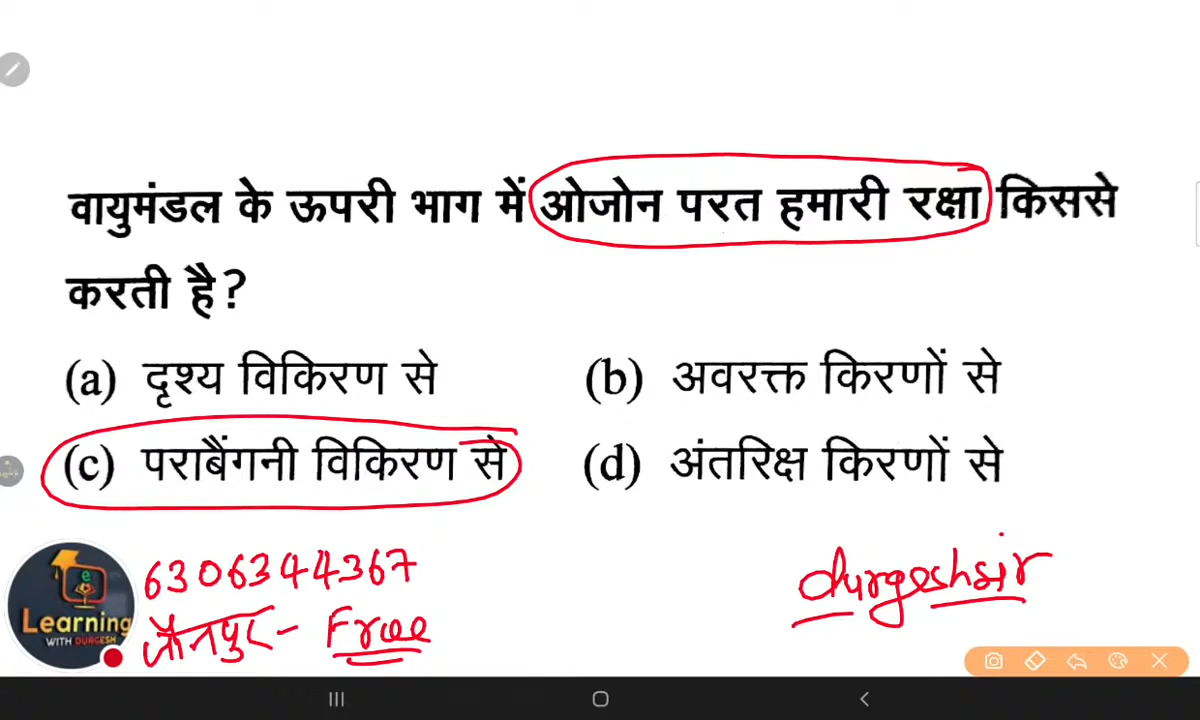 वायुमंडल के ऊपरी भाग में ओजोन परत हमारी रक्षा किससे
करती है?
(a) दृश्य विकिरण से (b) अवरक्त किरणों से
(c) पराबैंगनी विकिरण से (d) अंतरिक्ष किरणों से
6306344367
जौनपुर - Free
durgeshsir
e
Learning
WITH DURGESH